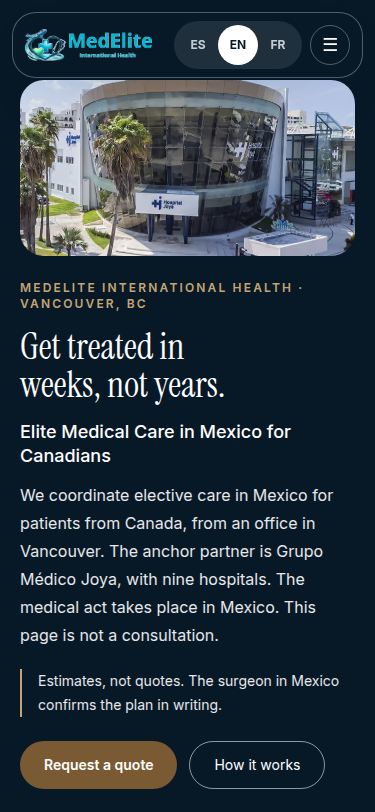 MedElite
International Health
ES EN FR
Hospital
Joya
MEDELITE INTERNATIONAL HEALTH ·
VANCOUVER, BC
Get treated in
weeks, not years.
Elite Medical Care in Mexico for
Canadians
We coordinate elective care in Mexico for
patients from Canada, from an office in
Vancouver. The anchor partner is Grupo
Médico Joya, with nine hospitals. The
medical act takes place in Mexico. This
page is not a consultation.
Estimates, not quotes. The surgeon in Mexico
confirms the plan in writing.
Request a quote
How it works